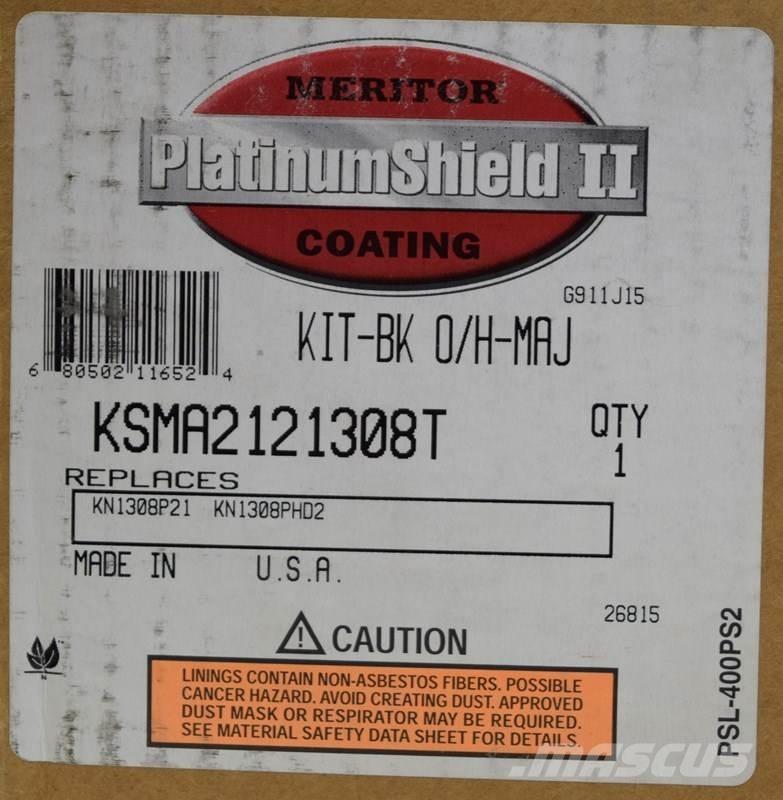 MERITOR
PlatinumShield II
COATING
G911J15
KIT-BK O/H-MAJ
6 80502 11652 4
KSMA2121308T
QTY
1
REPLACES
KN1308P21 KN1308PHD2
MADE IN U.S.A.
26815
CAUTION
LININGS CONTAIN NON-ASBESTOS FIBERS. POSSIBLE
CANCER HAZARD. AVOID CREATING DUST. APPROVED
DUST MASK OR RESPIRATOR MAY BE REQUIRED.
SEE MATERIAL SAFETY DATA SHEET FOR DETAILS.
PSL-400PS2
N
MASCUS